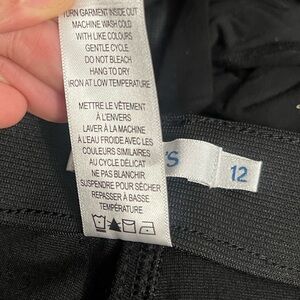 TURN GARMENT INSIDE OUT
MACHINE WASH COLD
WITH LIKE COLOURS
GENTLE CYCLE
DO NOT BLEACH
HANG TO DRY
IRON AT LOW TEMPERATURE
METTRE LE VÊTEMENT
À L'ENVERS
LAVER À LA MACHINE
À L'EAU FROIDE AVEC LES
COULEURS SIMILAIRES
AU CYCLE DÉLICAT
NE PAS BLANCHIR
SUSPENDRE POUR SÉCHER
REPASSER À BASSE
TEMPÉRATURE
12